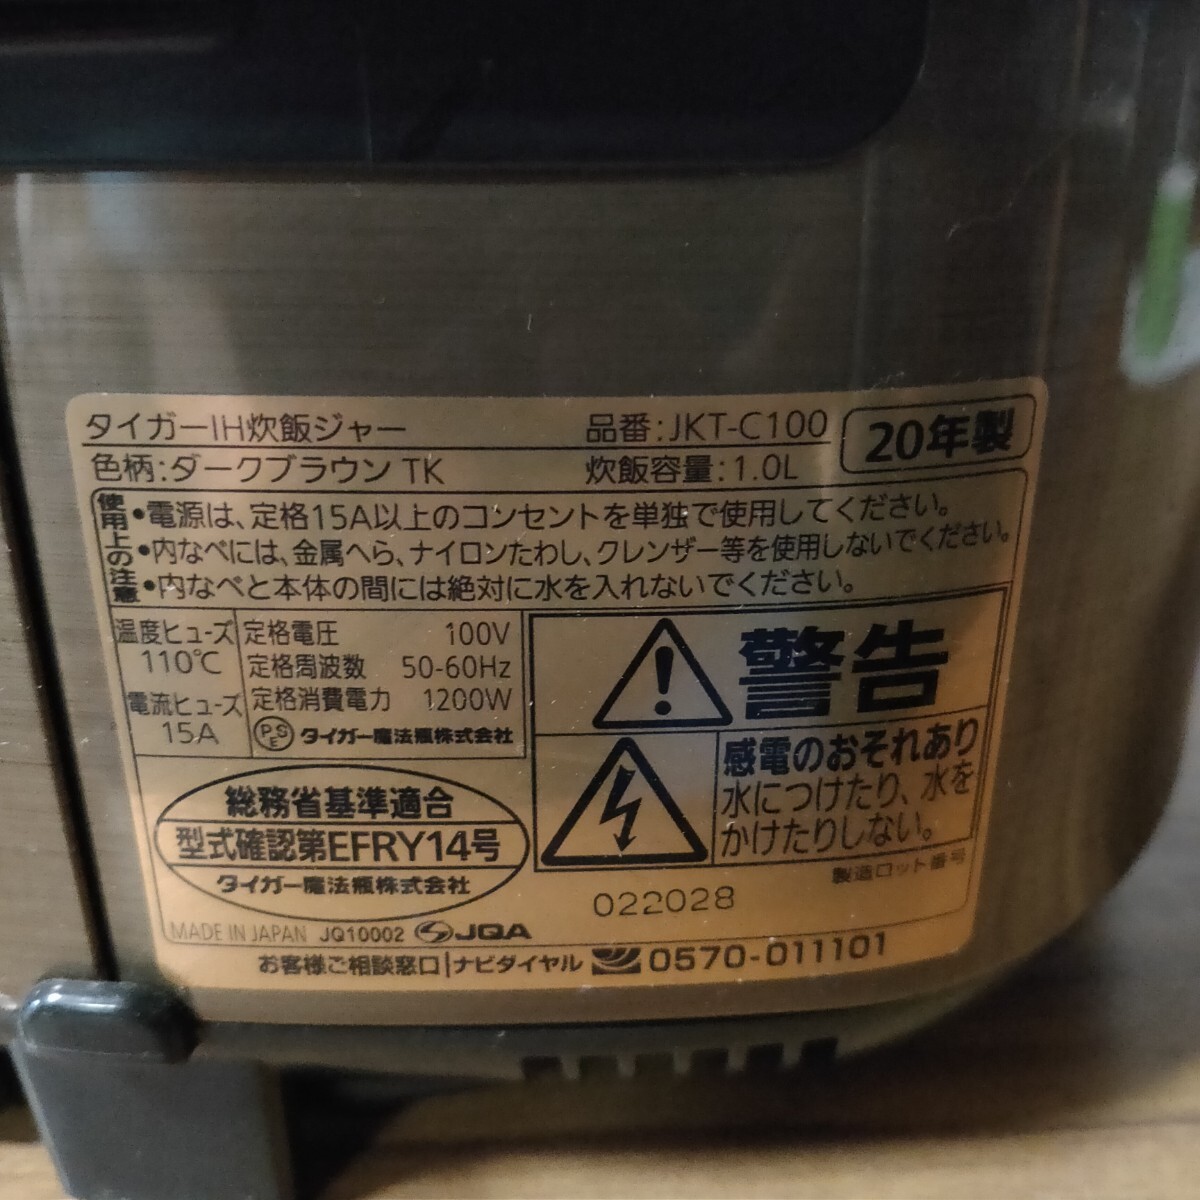 タイガーIH炊飯ジャー 品番:JKT-C100 20年製
色柄:ダークブラウン TK 炊飯容量:1.0L
使用上の注意
•電源は、定格15A以上のコンセントを単独で使用してください。
•内なべには、金属へら、ナイロンたわし、クレンザー等を使用しないでください。
•内なべと本体の間には絶対に水を入れないでください。
温度ヒューズ
110℃
電流ヒューズ
15A
定格電圧 100V
定格周波数 50-60Hz
定格消費電力 1200W
PSE タイガー魔法瓶株式会社
警告
感電のおそれあり
水につけたり、水を
かけたりしない。
総務省基準適合
型式確認第EFRY14号
タイガー魔法瓶株式会社
製造ロット番号
022028
MADE IN JAPAN JQ10002 JQA
お客様ご相談窓口|ナビダイヤル 0570-011101